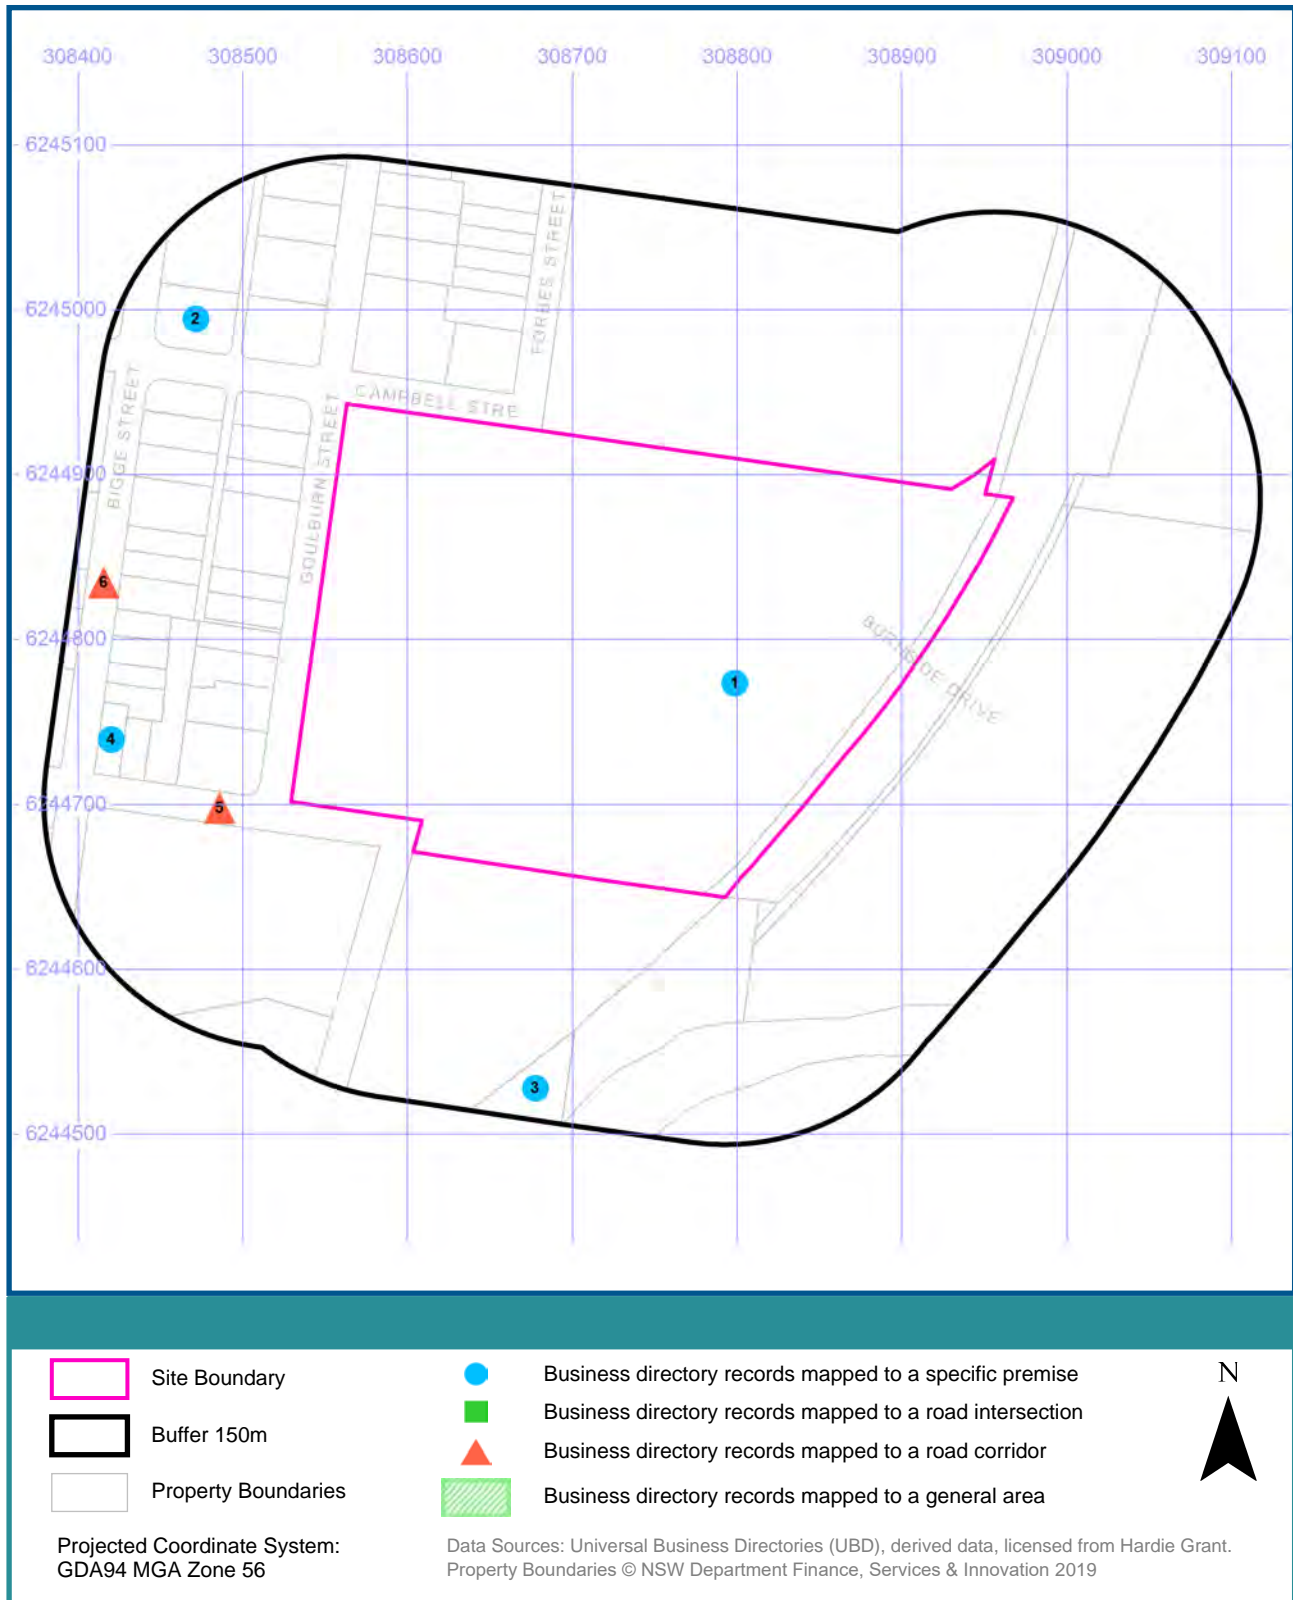 308400 308500 308600 308700 308800 308900 309000 309100
6245100
6245000
6244900
6244800
6244700
6244600
6244500
FORBES STREET
2
CAMPBELL STRE
BIGGE STREET
GOULBURN STREET
6
BURNSIDE DRIVE
1
4
5
3
Site Boundary
Buffer 150m
Property Boundaries
Projected Coordinate System:
GDA94 MGA Zone 56
Business directory records mapped to a specific premise
Business directory records mapped to a road intersection
Business directory records mapped to a road corridor
Business directory records mapped to a general area
Data Sources: Universal Business Directories (UBD), derived data, licensed from Hardie Grant.
Property Boundaries © NSW Department Finance, Services & Innovation 2019
N